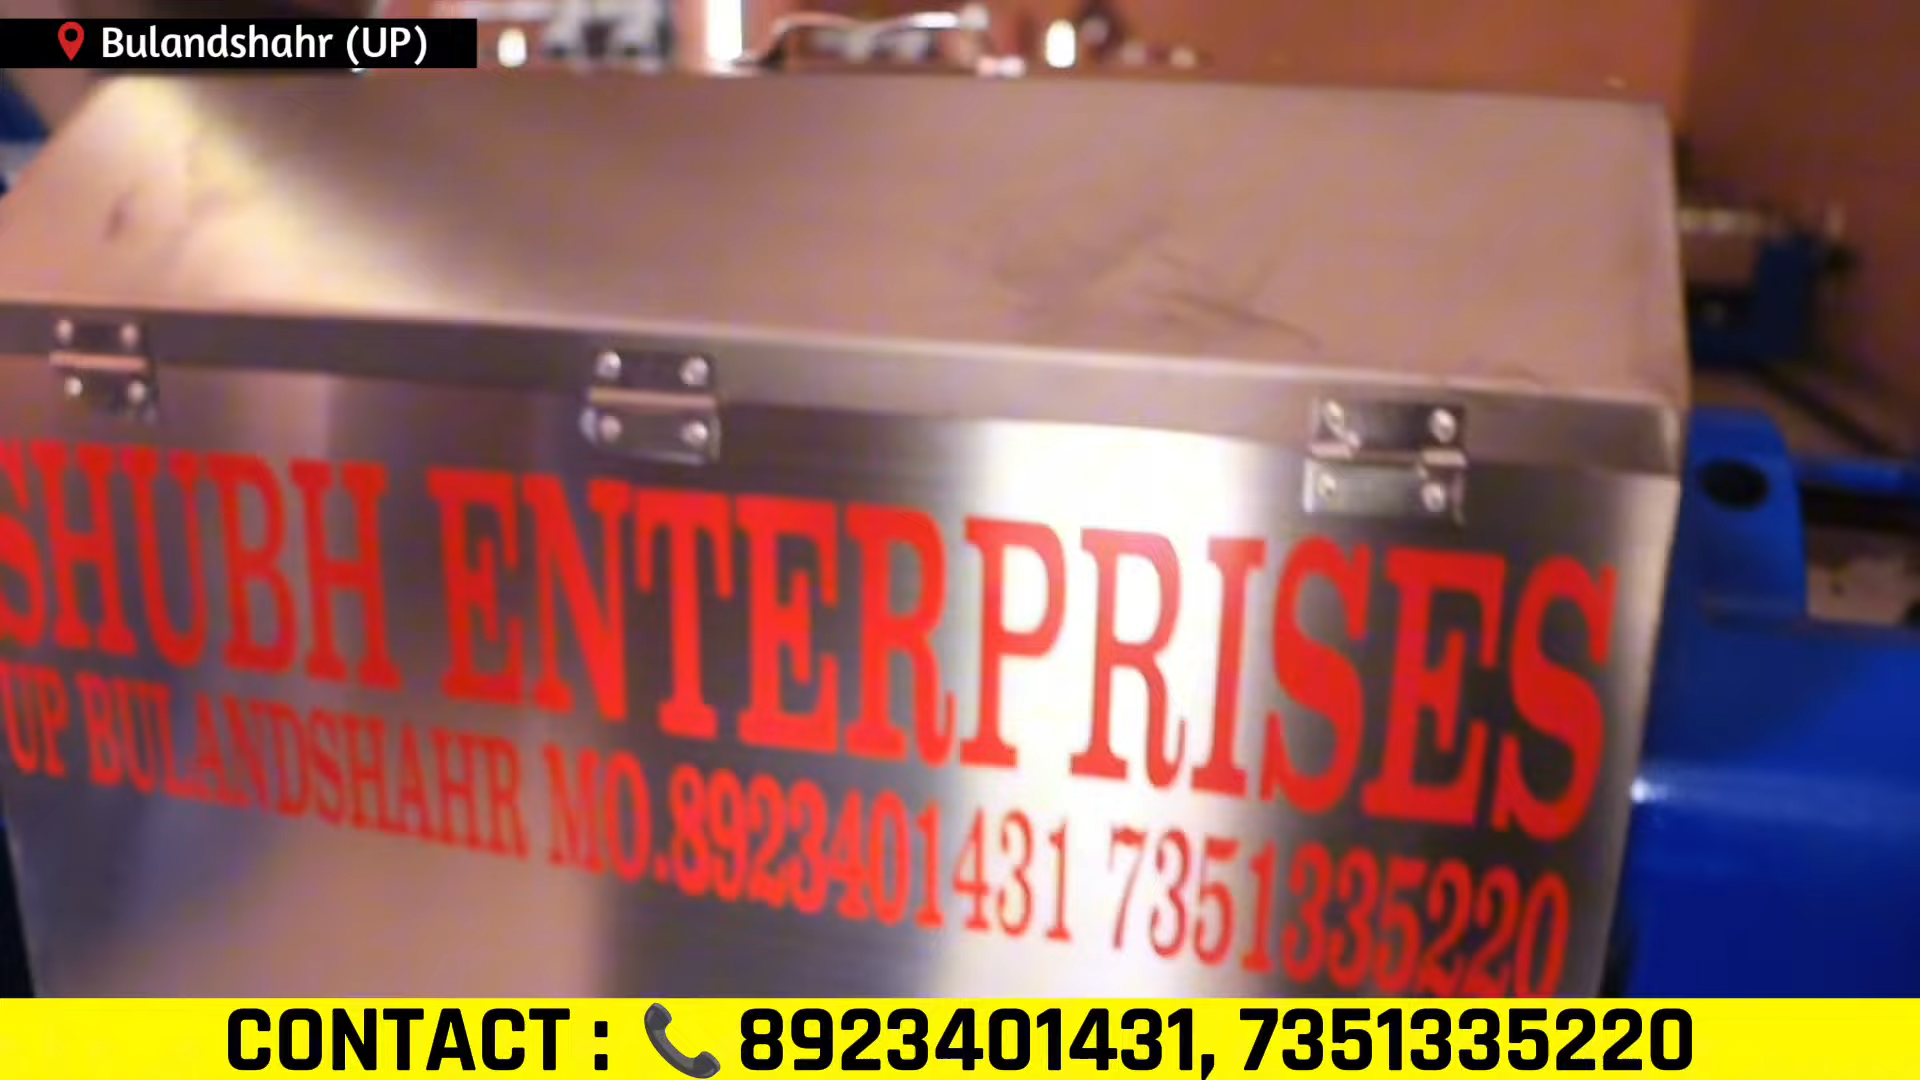 Bulandshahr (UP)
SHUBH ENTERPRISES
UP BULANDSHAHR MO.8923401431 7351335220
CONTACT : 8923401431, 7351335220